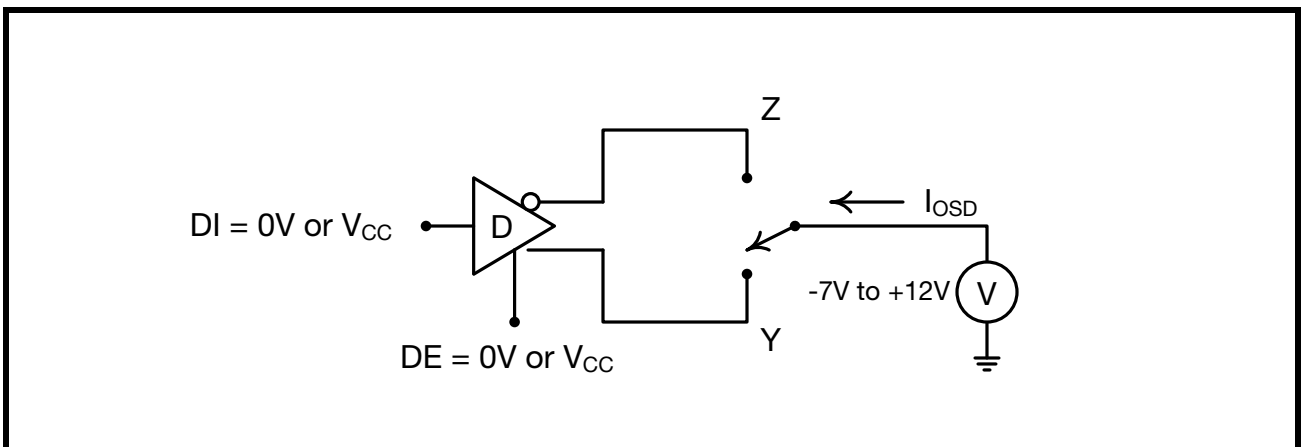 Z
I_OSD
DI = 0V or V_CC
D
-7V to +12V
V
Y
DE = 0V or V_CC